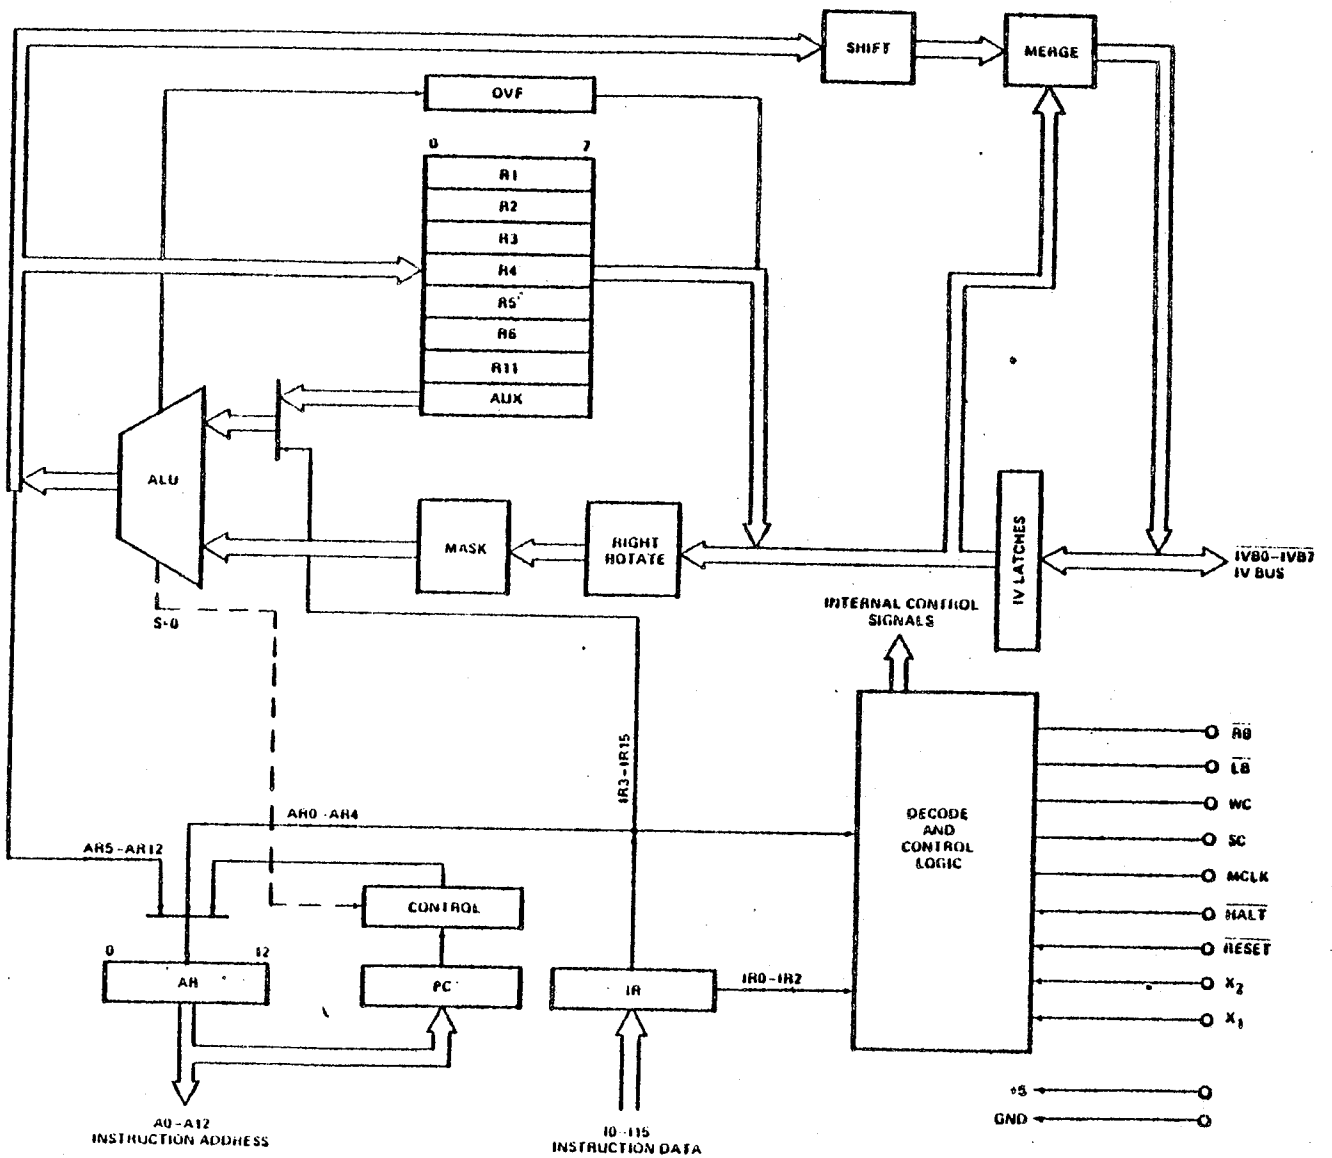 SHIFT
MERGE
OVF
0 7
R1
R2
R3
R4
R5
R6
R11
AUX
ALU
MASK
RIGHT
ROTATE
IV LATCHES
IVB0-IVB7
IV BUS
INTERNAL CONTROL
SIGNALS
S-0
IR3-IR15
DECODE
AND
CONTROL
LOGIC
RB
LB
WC
SC
MCLK
HALT
RESET
X2
X1
AR0-AR4
AR5-AR12
CONTROL
0 12
AR
PC
IR
IR0-IR2
+5
GND
A0-A12
INSTRUCTION ADDRESS
I0-I15
INSTRUCTION DATA